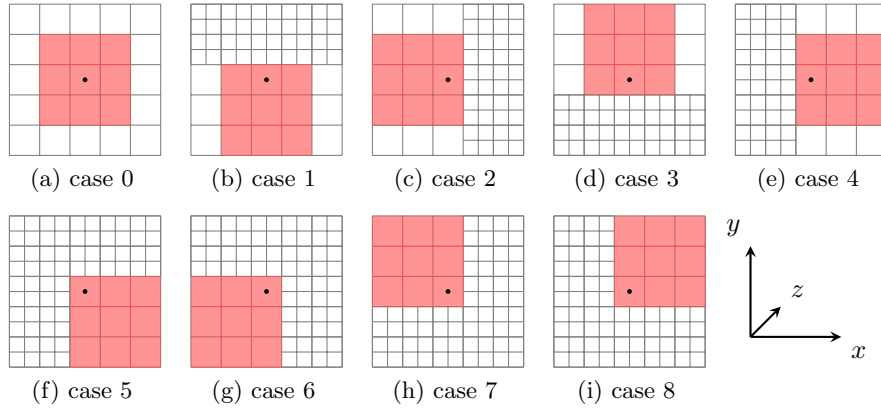 (a) case 0
(b) case 1
(c) case 2
(d) case 3
(e) case 4
y
z
x
(f) case 5
(g) case 6
(h) case 7
(i) case 8